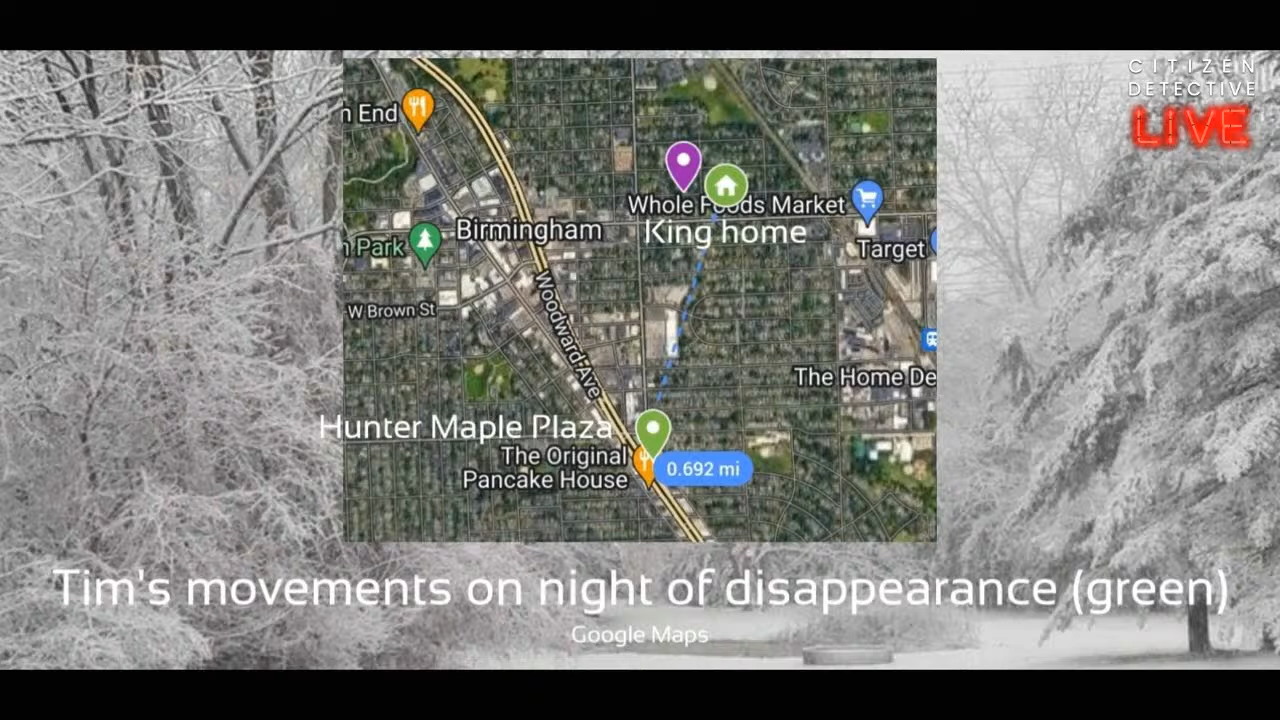 CITIZEN
DETECTIVE
LIVE
n End
Whole Foods Market
King home
Birmingham
n Park
Target
W Brown St
Woodward Ave
The Home De
Hunter Maple Plaza
The Original
Pancake House
0.692 mi
Tim's movements on night of disappearance (green)
Google Maps